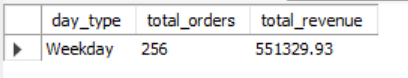 day_type total_orders total_revenue
Weekday 256 551329.93